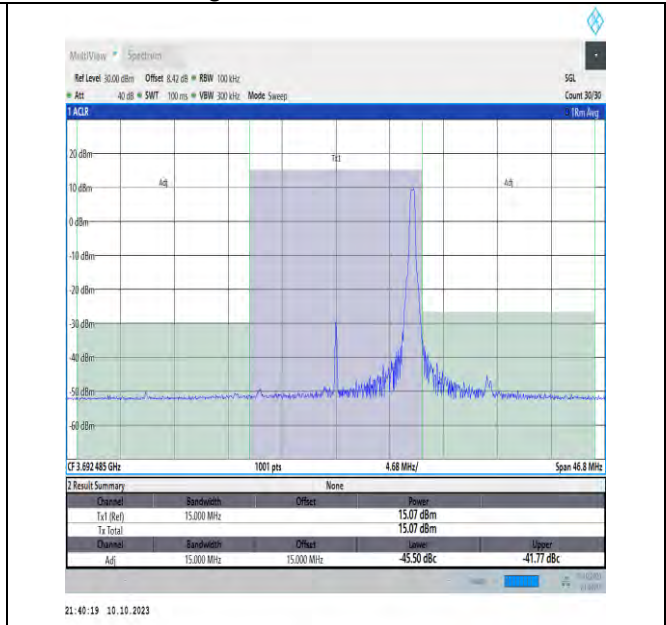 MultiView Spectrum
Ref Level 30.00 dBm Offset 8.42 dB RBW 100 kHz SGL
Att 40 dB SWT 100 ms VBW 300 kHz Mode Sweep Count 30/30
1 ACLR 1Rm Avg
Tx1
20 dBm
Adj Adj
10 dBm
0 dBm
-10 dBm
-20 dBm
-30 dBm
-40 dBm
-50 dBm
-60 dBm
CF 3.692 485 GHz 1001 pts 4.68 MHz/ Span 46.8 MHz
2 Result Summary None
Channel Bandwidth Offset Power
Tx1 (Ref) 15.000 MHz 15.07 dBm
Tx Total 15.07 dBm
Channel Bandwidth Offset Lower Upper
Adj 15.000 MHz 15.000 MHz -45.50 dBc -41.77 dBc
21:40:19 10.10.2023